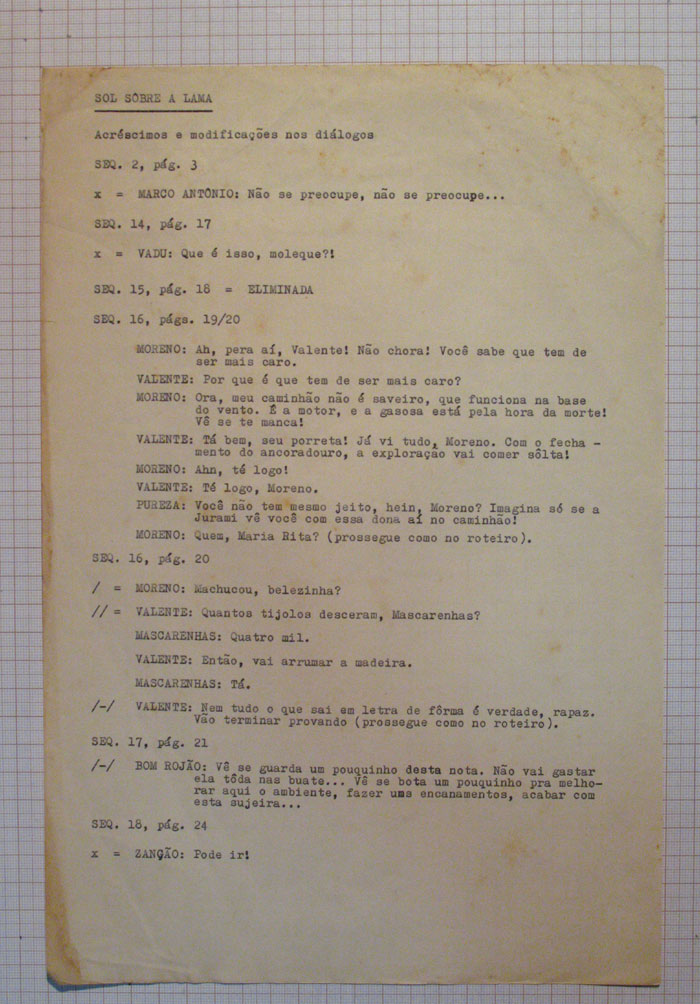 SOL SÔBRE A LAMA
Acréscimos e modificações nos diálogos
SEQ. 2, pág. 3
x = MARCO ANTÔNIO: Não se preocupe, não se preocupe...
SEQ. 14, pág. 17
x = VADU: Que é isso, moleque?!
SEQ. 15, pág. 18 = ELIMINADA
SEQ. 16, págs. 19/20
MORENO: Ah, pera aí, Valente! Não chora! Você sabe que tem de
ser mais caro.
VALENTE: Por que é que tem de ser mais caro?
MORENO: Ora, meu caminhão não é saveiro, que funciona na base
do vento. É a motor, e a gasosa está pela hora da morte!
Vê se te manca!
VALENTE: Tá bem, seu porreta! Já vi tudo, Moreno. Com o fecha -
mento do ancoradouro, a exploração vai comer sôlta!
MORENO: Ahn, té logo!
VALENTE: Té logo, Moreno.
PUREZA: Você não tem mesmo jeito, hein, Moreno? Imagina só se a
Jurami vê você com essa dona aí no caminhão!
MORENO: Quem, Maria Rita? (prossegue como no roteiro).
SEQ. 16, pág. 20
/ = MORENO: Machucou, belezinha?
// = VALENTE: Quantos tijolos desceram, Mascarenhas?
MASCARENHAS: Quatro mil.
VALENTE: Então, vai arrumar a madeira.
MASCARENHAS: Tá.
/-/ VALENTE: Nem tudo o que sai em letra de fôrma é verdade, rapaz.
Vão terminar provando (prossegue como no roteiro).
SEQ. 17, pág. 21
/-/ BOM ROJÃO: Vê se guarda um pouquinho desta nota. Não vai gastar
ela tôda nas buate... Vê se bota um pouquinho pra melho-
rar aqui o ambiente, fazer uns encanamentos, acabar com
esta sujeira...
SEQ. 18, pág. 24
x = ZANÇÃO: Pode ir!